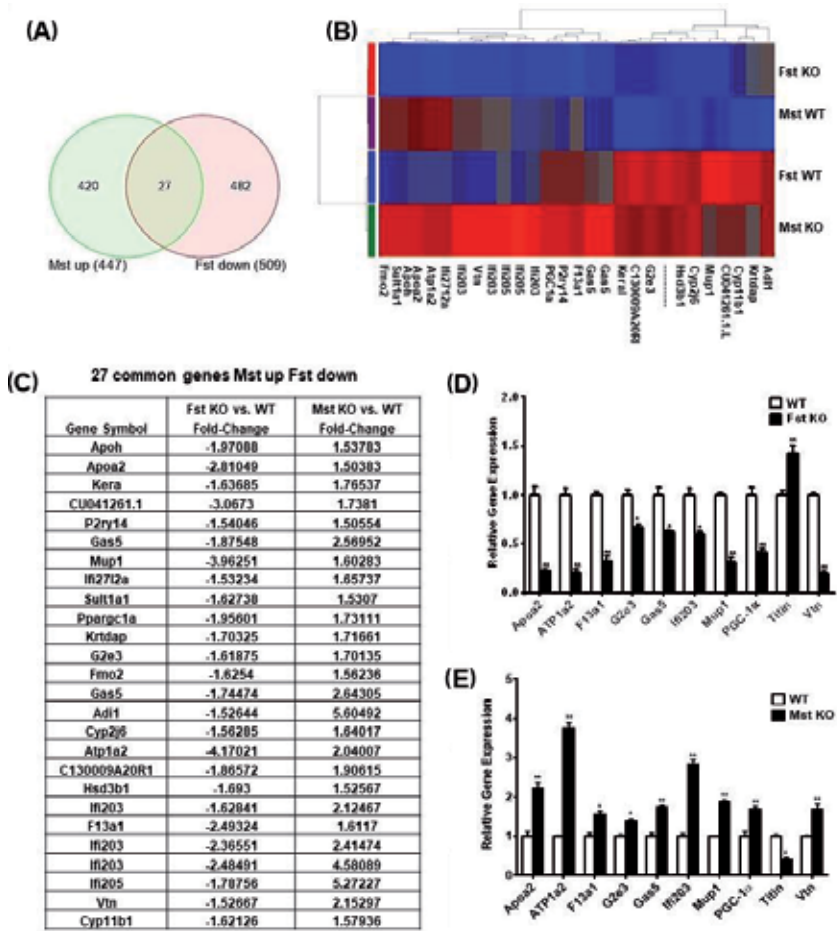 (A)
420
27
482
Mst up (447)
Fst down (509)
(B)
Fst KO
Mst WT
Fst WT
Mst KO
Fmo2
Sult1a1
Apoh
Apoa2
Atp1a2
Ifi27l2a
Ifi203
Vtn
Ifi203
Ifi205
Ifi205
Ifi203
PGC1a
P2ry14
F13a1
Gas5
Gas5
Keral
C130009A20RI
G2e3
---------
Hsd3b1
Cyp2j6
Mup1
CU041261.1.L
Cyp11b1
Krtdap
Adi1
(C)
27 common genes Mst up Fst down
Gene Symbol Fst KO vs. WT Fold-Change Mst KO vs. WT Fold-Change
Apoh -1.97088 1.53783
Apoa2 -2.81049 1.50383
Kera -1.63685 1.76537
CU041261.1 -3.0673 1.7381
P2ry14 -1.54046 1.50554
Gas5 -1.87548 2.56952
Mup1 -3.96251 1.60283
Ifi27l2a -1.53234 1.65737
Sult1a1 -1.62738 1.5307
Ppargc1a -1.95601 1.73111
Krtdap -1.70325 1.71661
G2e3 -1.61875 1.70135
Fmo2 -1.6254 1.56236
Gas5 -1.74474 2.64305
Adi1 -1.52644 5.60492
Cyp2j6 -1.56285 1.64017
Atp1a2 -4.17021 2.04007
C130009A20R1 -1.86572 1.90615
Hsd3b1 -1.693 1.52567
Ifi203 -1.62841 2.12467
F13a1 -2.49324 1.6117
Ifi203 -2.36551 2.41474
Ifi203 -2.48491 4.58089
Ifi205 -1.78756 5.27227
Vtn -1.52667 2.15297
Cyp11b1 -1.62126 1.57936
(D)
WT
Fst KO
Relative Gene Expression
2.0
1.5
1.0
0.5
0.0
** ** ** * * * ** ** ** **
Apoa2
ATP1a2
F13a1
G2e3
Gas5
Ifi203
Mup1
PGC-1α
Titin
Vtn
(E)
WT
Mst KO
Relative Gene Expression
5
4
3
2
1
0
** ** * * ** ** ** ** * **
Apoa2
ATP1a2
F13a1
G2e3
Gas5
Ifi203
Mup1
PGC-1α
Titin
Vtn